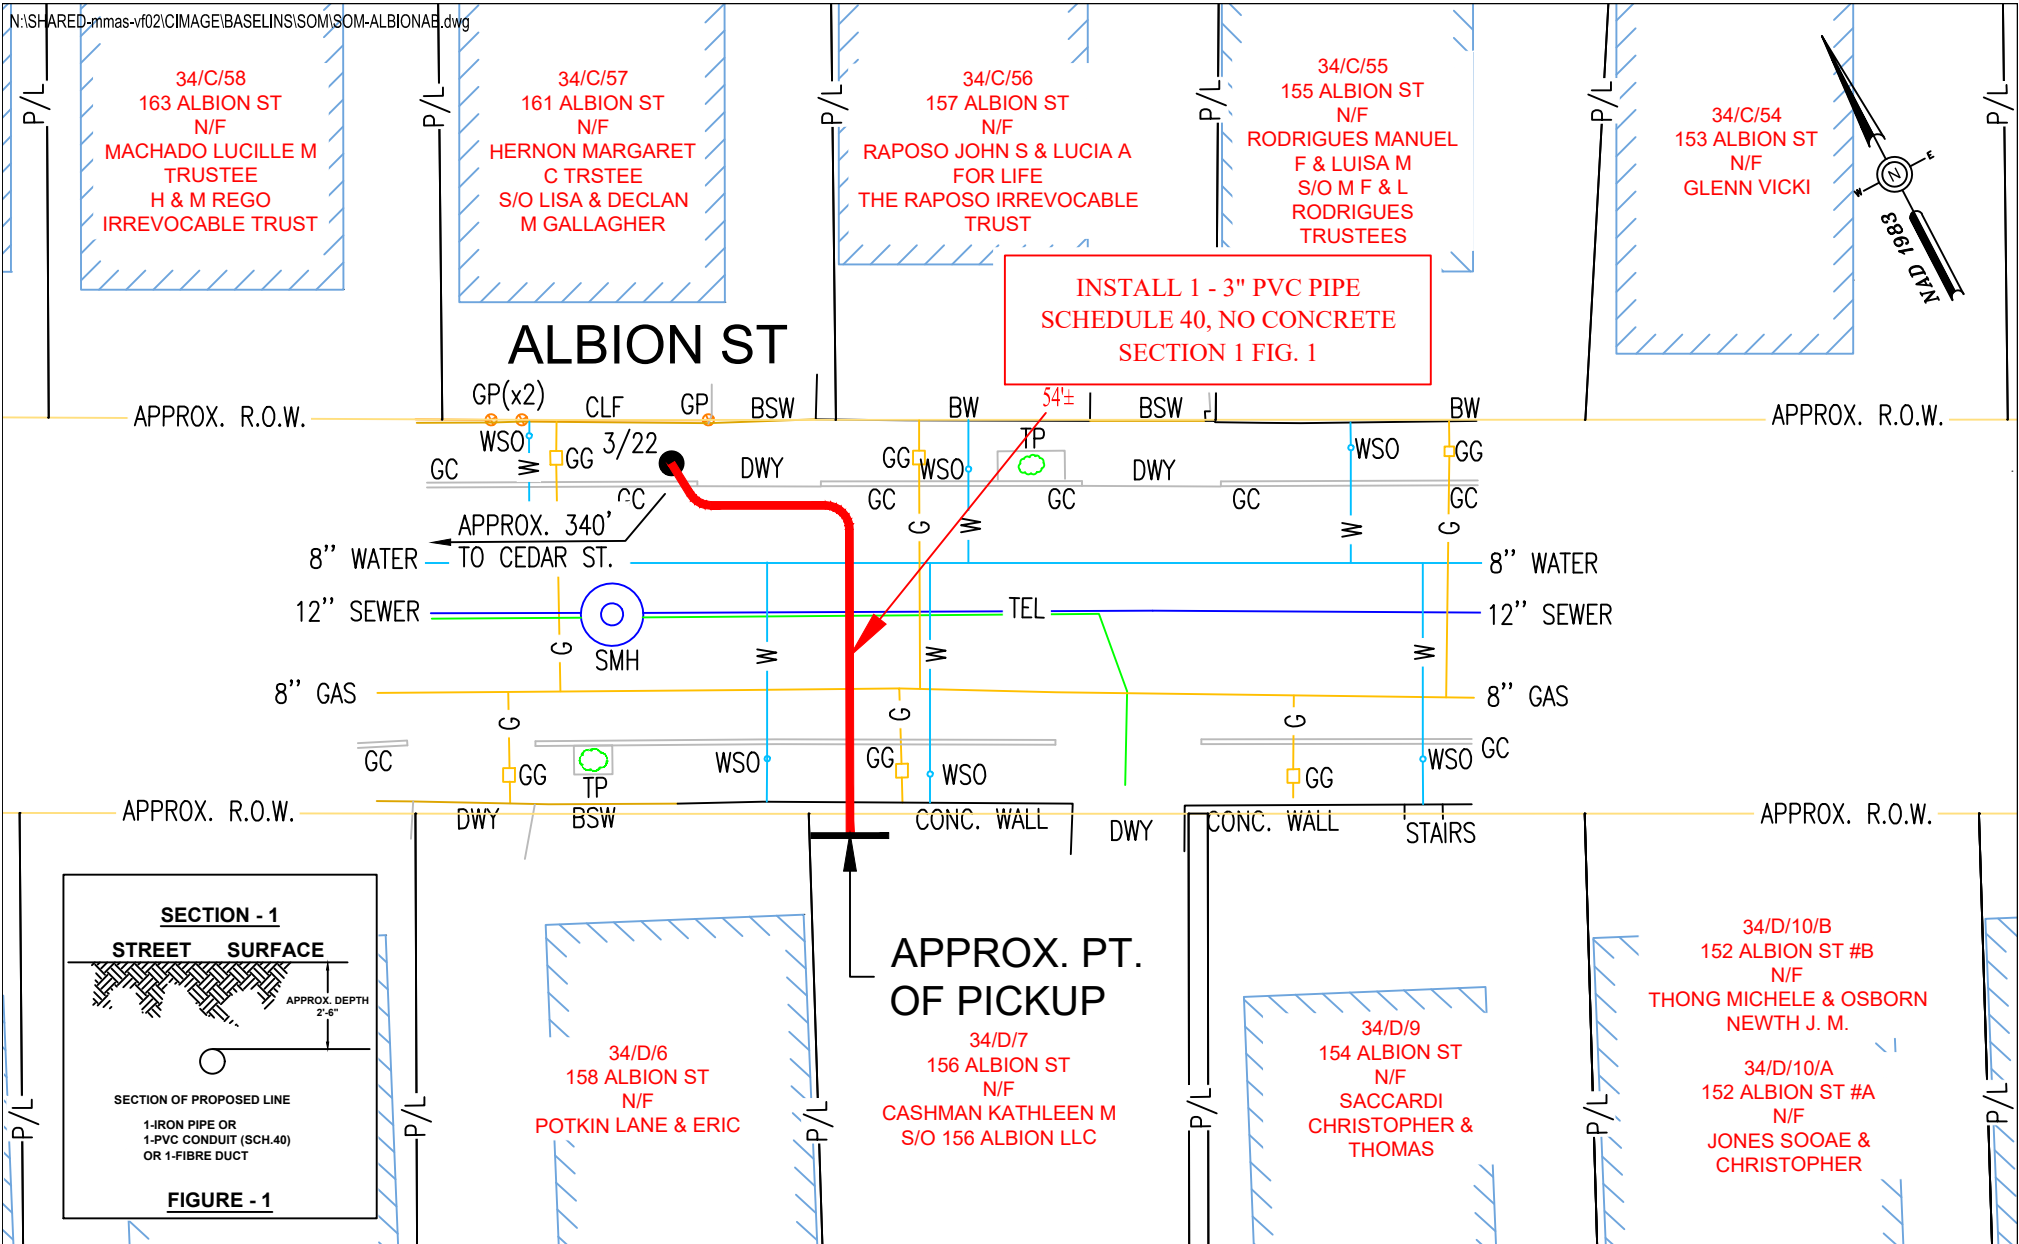 N:\SHARED-mmas-vf02\CIMAGE\BASELINS\SOM\SOM-ALBIONAB.dwg
P/L
34/C/58
163 ALBION ST
N/F
MACHADO LUCILLE M
TRUSTEE
H & M REGO
IRREVOCABLE TRUST
P/L
34/C/57
161 ALBION ST
N/F
HERNON MARGARET
C TRSTEE
S/O LISA & DECLAN
M GALLAGHER
P/L
34/C/56
157 ALBION ST
N/F
RAPOSO JOHN S & LUCIA A
FOR LIFE
THE RAPOSO IRREVOCABLE
TRUST
P/L
34/C/55
155 ALBION ST
N/F
RODRIGUES MANUEL
F & LUISA M
S/O M F & L
RODRIGUES
TRUSTEES
P/L
34/C/54
153 ALBION ST
N/F
GLENN VICKI
P/L
N
E
W
NAD 1983
INSTALL 1 - 3" PVC PIPE
SCHEDULE 40, NO CONCRETE
SECTION 1 FIG. 1
ALBION ST
54'±
APPROX. R.O.W.
GP(x2)
CLF
GP
BSW
BW
BSW
BW
APPROX. R.O.W.
WSO
W
GG
3/22
GC
DWY
GG
WSO
TP
DWY
WSO
GG
GC
GC
GC
GC
GC
APPROX. 340'
TO CEDAR ST.
G
W
W
G
8'' WATER
8'' WATER
12'' SEWER
TEL
12'' SEWER
SMH
G
W
W
W
8'' GAS
8'' GAS
G
G
G
GC
GG
TP
WSO
GG
WSO
GG
WSO
GC
APPROX. R.O.W.
DWY
BSW
CONC. WALL
DWY
CONC. WALL
STAIRS
APPROX. R.O.W.
SECTION - 1
STREET SURFACE
APPROX. DEPTH
2'-6"
SECTION OF PROPOSED LINE
1-IRON PIPE OR
1-PVC CONDUIT (SCH.40)
OR 1-FIBRE DUCT
FIGURE - 1
APPROX. PT.
OF PICKUP
P/L
P/L
34/D/6
158 ALBION ST
N/F
POTKIN LANE & ERIC
P/L
34/D/7
156 ALBION ST
N/F
CASHMAN KATHLEEN M
S/O 156 ALBION LLC
P/L
34/D/9
154 ALBION ST
N/F
SACCARDI
CHRISTOPHER &
THOMAS
P/L
34/D/10/B
152 ALBION ST #B
N/F
THONG MICHELE & OSBORN
NEWTH J. M.
34/D/10/A
152 ALBION ST #A
N/F
JONES SOOAE &
CHRISTOPHER
P/L